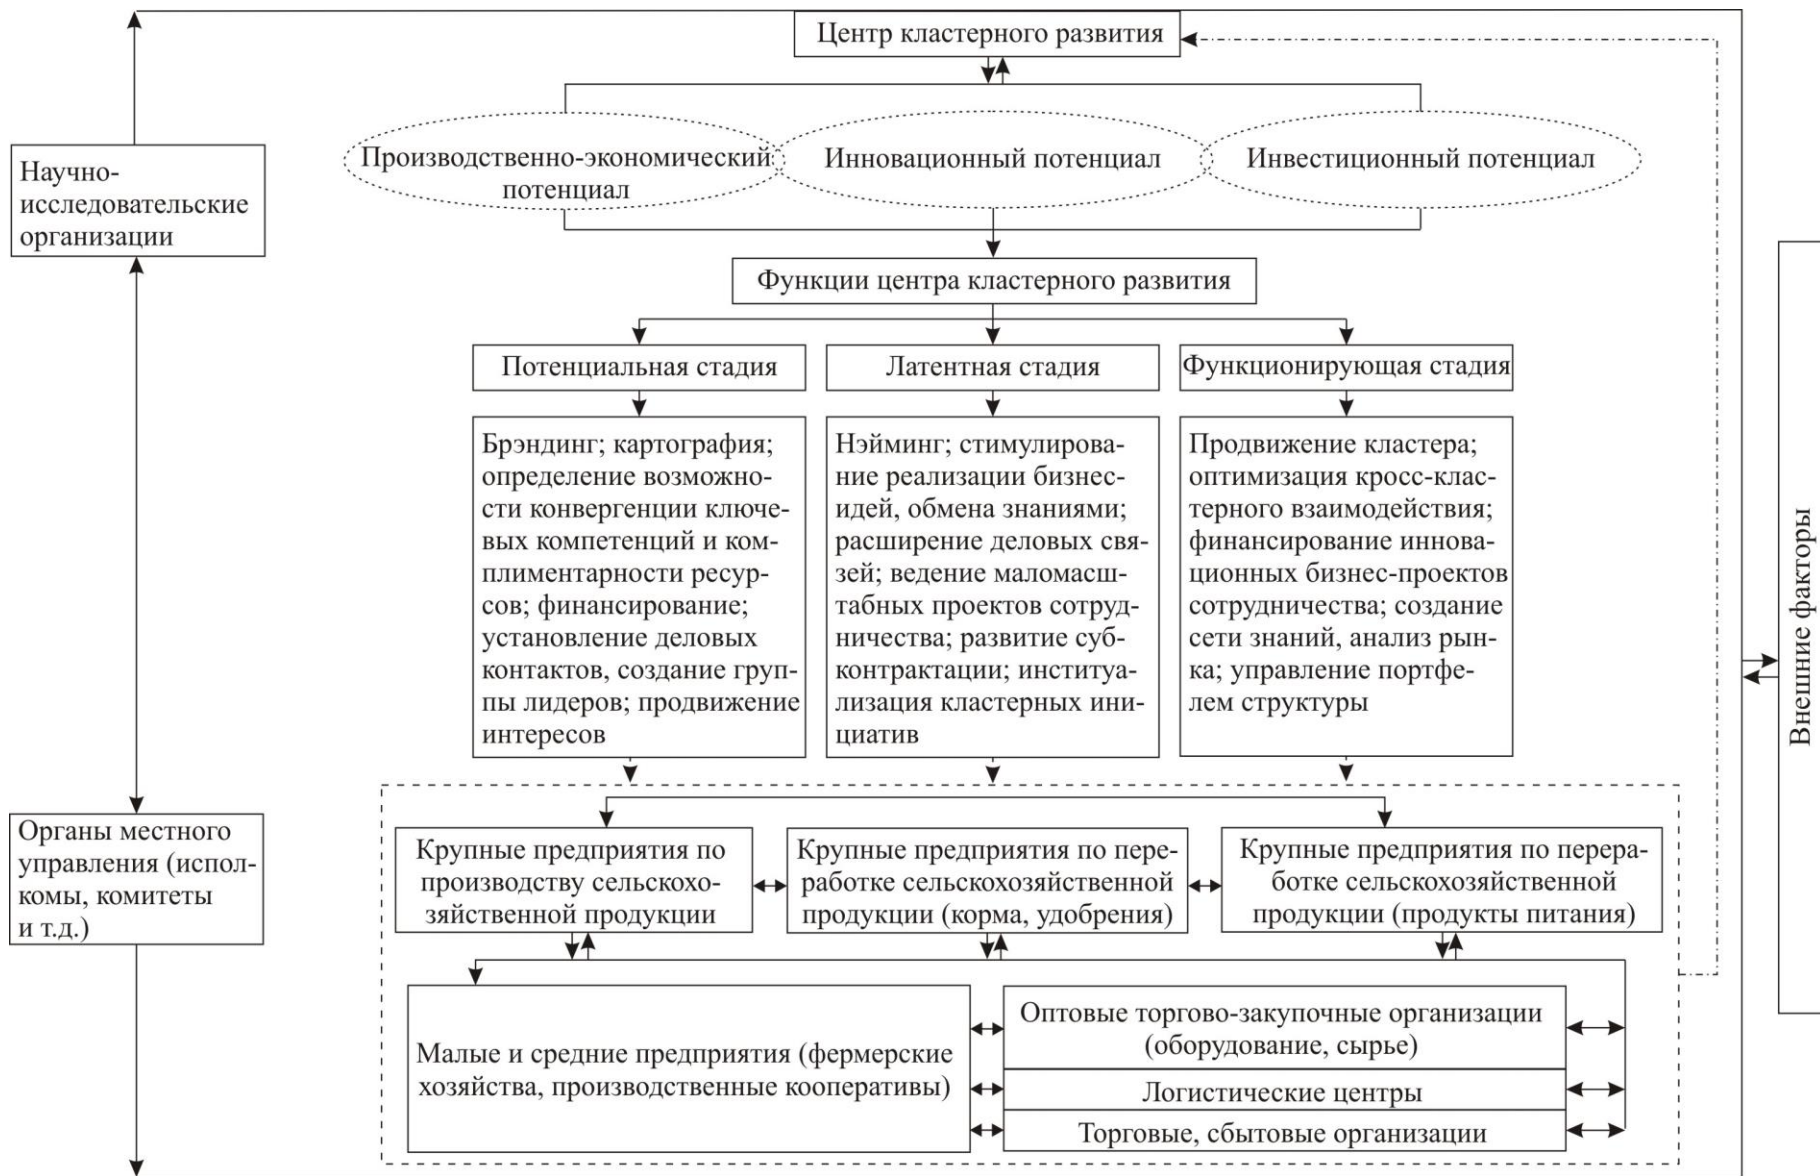 Центр кластерного развития
Научно-
исследовательские
организации
Производственно-экономический
потенциал
Инновационный потенциал
Инвестиционный потенциал
Функции центра кластерного развития
Потенциальная стадия
Латентная стадия
Функционирующая стадия
Брэндинг; картография;
определение возможно-
сти конвергенции ключе-
вых компетенций и ком-
плиментарности ресур-
сов; финансирование;
установление деловых
контактов, создание груп-
пы лидеров; продвижение
интересов
Нэйминг; стимулирова-
ние реализации бизнес-
идей, обмена знаниями;
расширение деловых свя-
зей; ведение маломасш-
табных проектов сотруд-
ничества; развитие суб-
контрактации; институа-
лизация кластерных ини-
циатив
Продвижение кластера;
оптимизация кросс-клас-
терного взаимодействия;
финансирование иннова-
ционных бизнес-проектов
сотрудничества; создание
сети знаний, анализ рын-
ка; управление портфе-
лем структуры
Внешние факторы
Органы местного
управления (испол-
комы, комитеты
и т.д.)
Крупные предприятия по
производству сельскохо-
зяйственной продукции
Крупные предприятия по пере-
работке сельскохозяйственной
продукции (корма, удобрения)
Крупные предприятия по перера-
ботке сельскохозяйственной
продукции (продукты питания)
Малые и средние предприятия (фермерские
хозяйства, производственные кооперативы)
Оптовые торгово-закупочные организации
(оборудование, сырье)
Логистические центры
Торговые, сбытовые организации